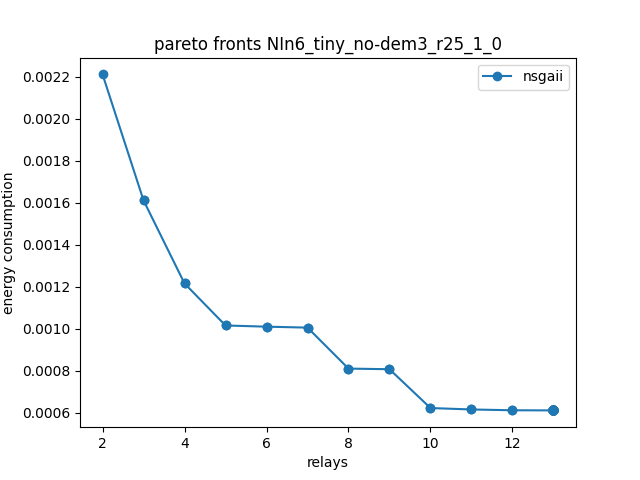 pareto fronts NIn6_tiny_no-dem3_r25_1_0
nsgaii
energy consumption
0.0022
0.0020
0.0018
0.0016
0.0014
0.0012
0.0010
0.0008
0.0006
2 4 6 8 10 12
relays